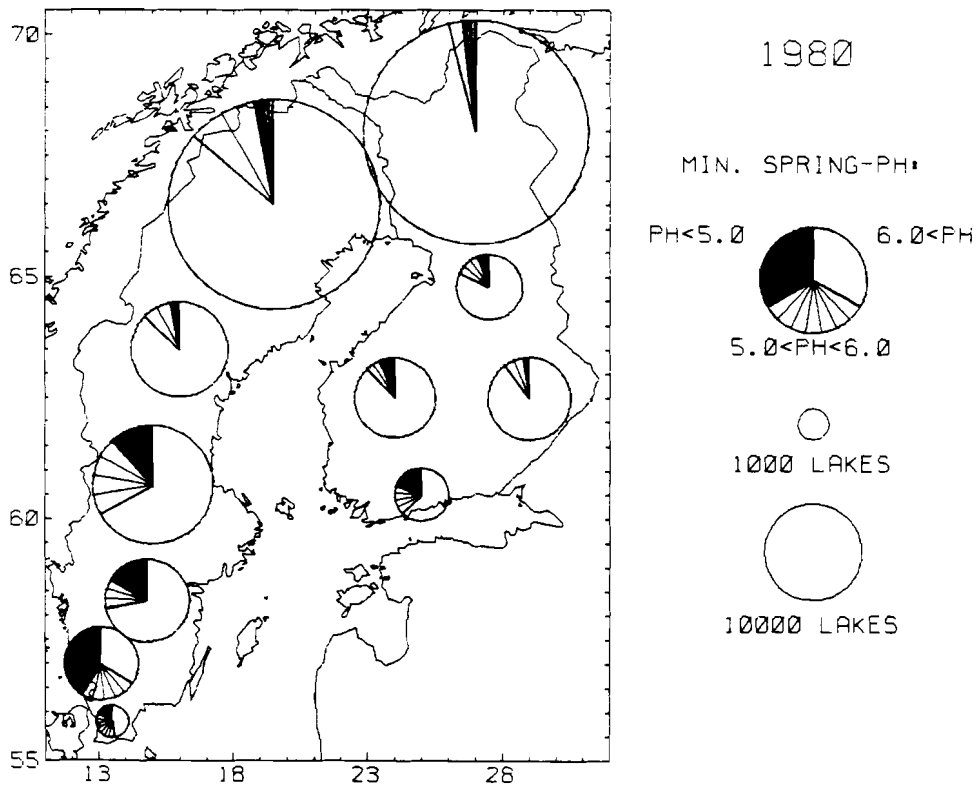 70
65
60
55
13 18 23 28
1980
MIN. SPRING-PH:
PH<5.0 6.0<PH
5.0<PH<6.0
1000 LAKES
10000 LAKES